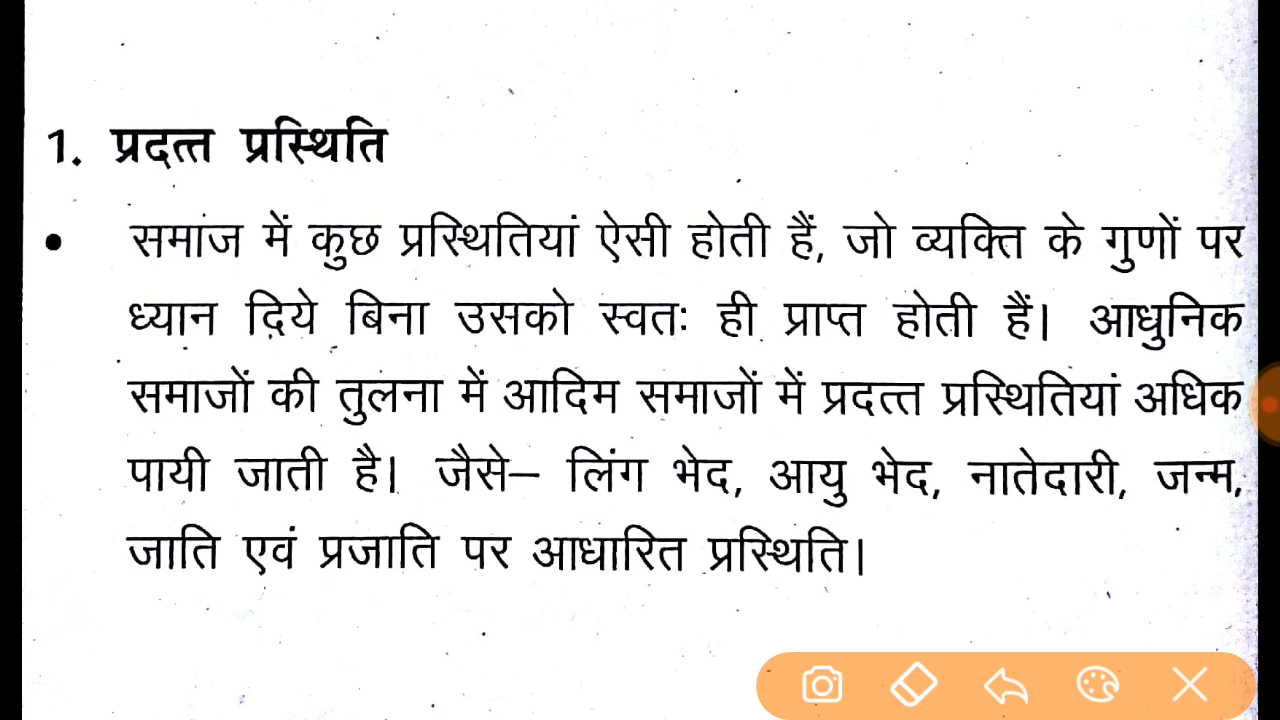 1. प्रदत्त प्रस्थिति
• समाज में कुछ प्रस्थितियां ऐसी होती हैं, जो व्यक्ति के गुणों पर
ध्यान दिये बिना उसको स्वतः ही प्राप्त होती हैं। आधुनिक
समाजों की तुलना में आदिम समाजों में प्रदत्त प्रस्थितियां अधिक
पायी जाती है। जैसे– लिंग भेद, आयु भेद, नातेदारी, जन्म,
जाति एवं प्रजाति पर आधारित प्रस्थिति।